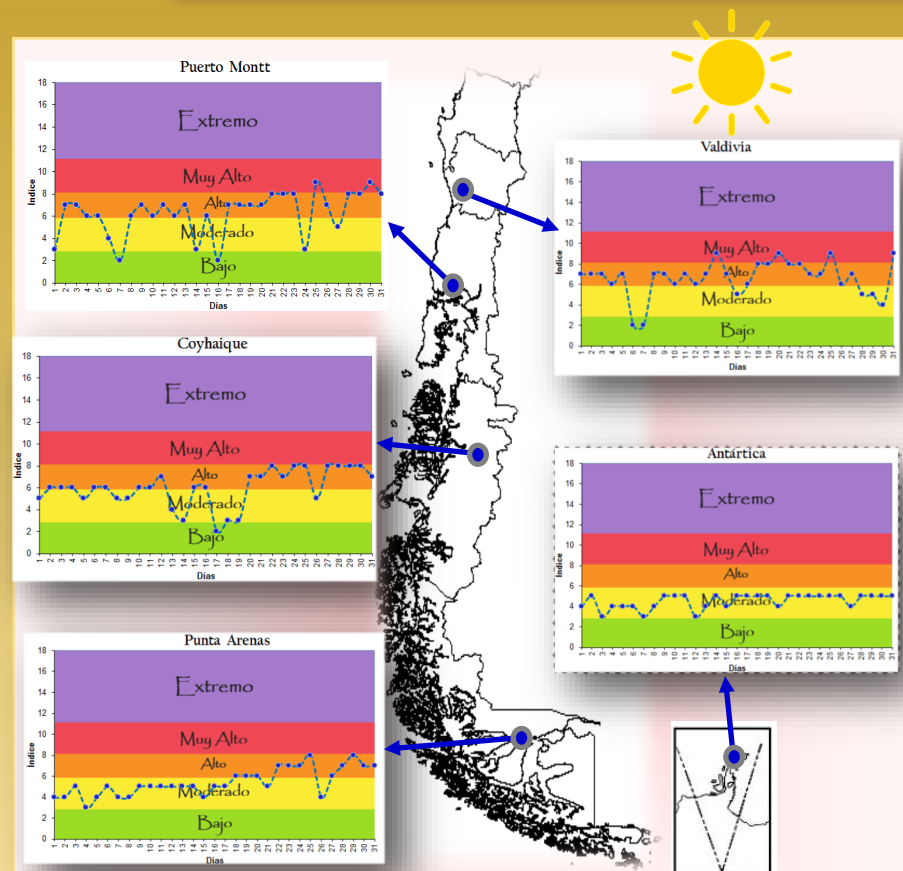 Puerto Montt
18
16
14
12
10
8
6
4
2
0
Indice
Extremo
Muy Alto
Alto
Moderado
Bajo
1 2 3 4 5 6 7 8 9 10 11 12 13 14 15 16 17 18 19 20 21 22 23 24 25 26 27 28 29 30 31
Dias
Valdivia
18
16
14
12
10
8
6
4
2
0
Indice
Extremo
Muy Alto
Alto
Moderado
Bajo
1 2 3 4 5 6 7 8 9 10 11 12 13 14 15 16 17 18 19 20 21 22 23 24 25 26 27 28 29 30 31
Dias
Coyhaique
18
16
14
12
10
8
6
4
2
0
Indice
Extremo
Muy Alto
Alto
Moderado
Bajo
1 2 3 4 5 6 7 8 9 10 11 12 13 14 15 16 17 18 19 20 21 22 23 24 25 26 27 28 29 30 31
Dias
Antártica
18
16
14
12
10
8
6
4
2
0
Indice
Extremo
Muy Alto
Alto
Moderado
Bajo
1 2 3 4 5 6 7 8 9 10 11 12 13 14 15 16 17 18 19 20 21 22 23 24 25 26 27 28 29 30 31
Dias
Punta Arenas
18
16
14
12
10
8
6
4
2
0
Indice
Extremo
Muy Alto
Alto
Moderado
Bajo
1 2 3 4 5 6 7 8 9 10 11 12 13 14 15 16 17 18 19 20 21 22 23 24 25 26 27 28 29 30 31
Dias